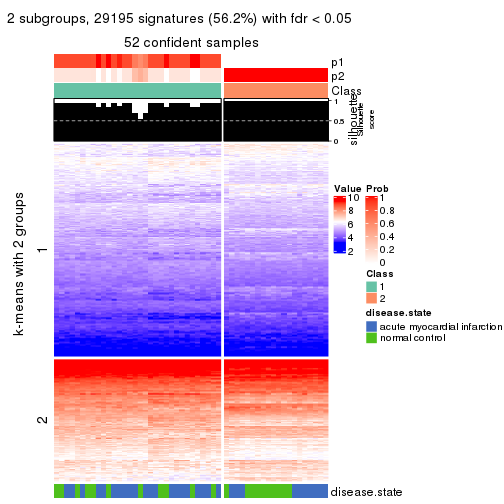 2 subgroups, 29195 signatures (56.2%) with fdr < 0.05
52 confident samples
p1
p2
Class
1
0.5
0
silhouette
Silhouette
score
k-means with 2 groups
1
2
Value
10
8
6
4
2
Prob
1
0.8
0.6
0.4
0.2
0
Class
1
2
disease.state
acute myocardial infarction
normal control
disease.state